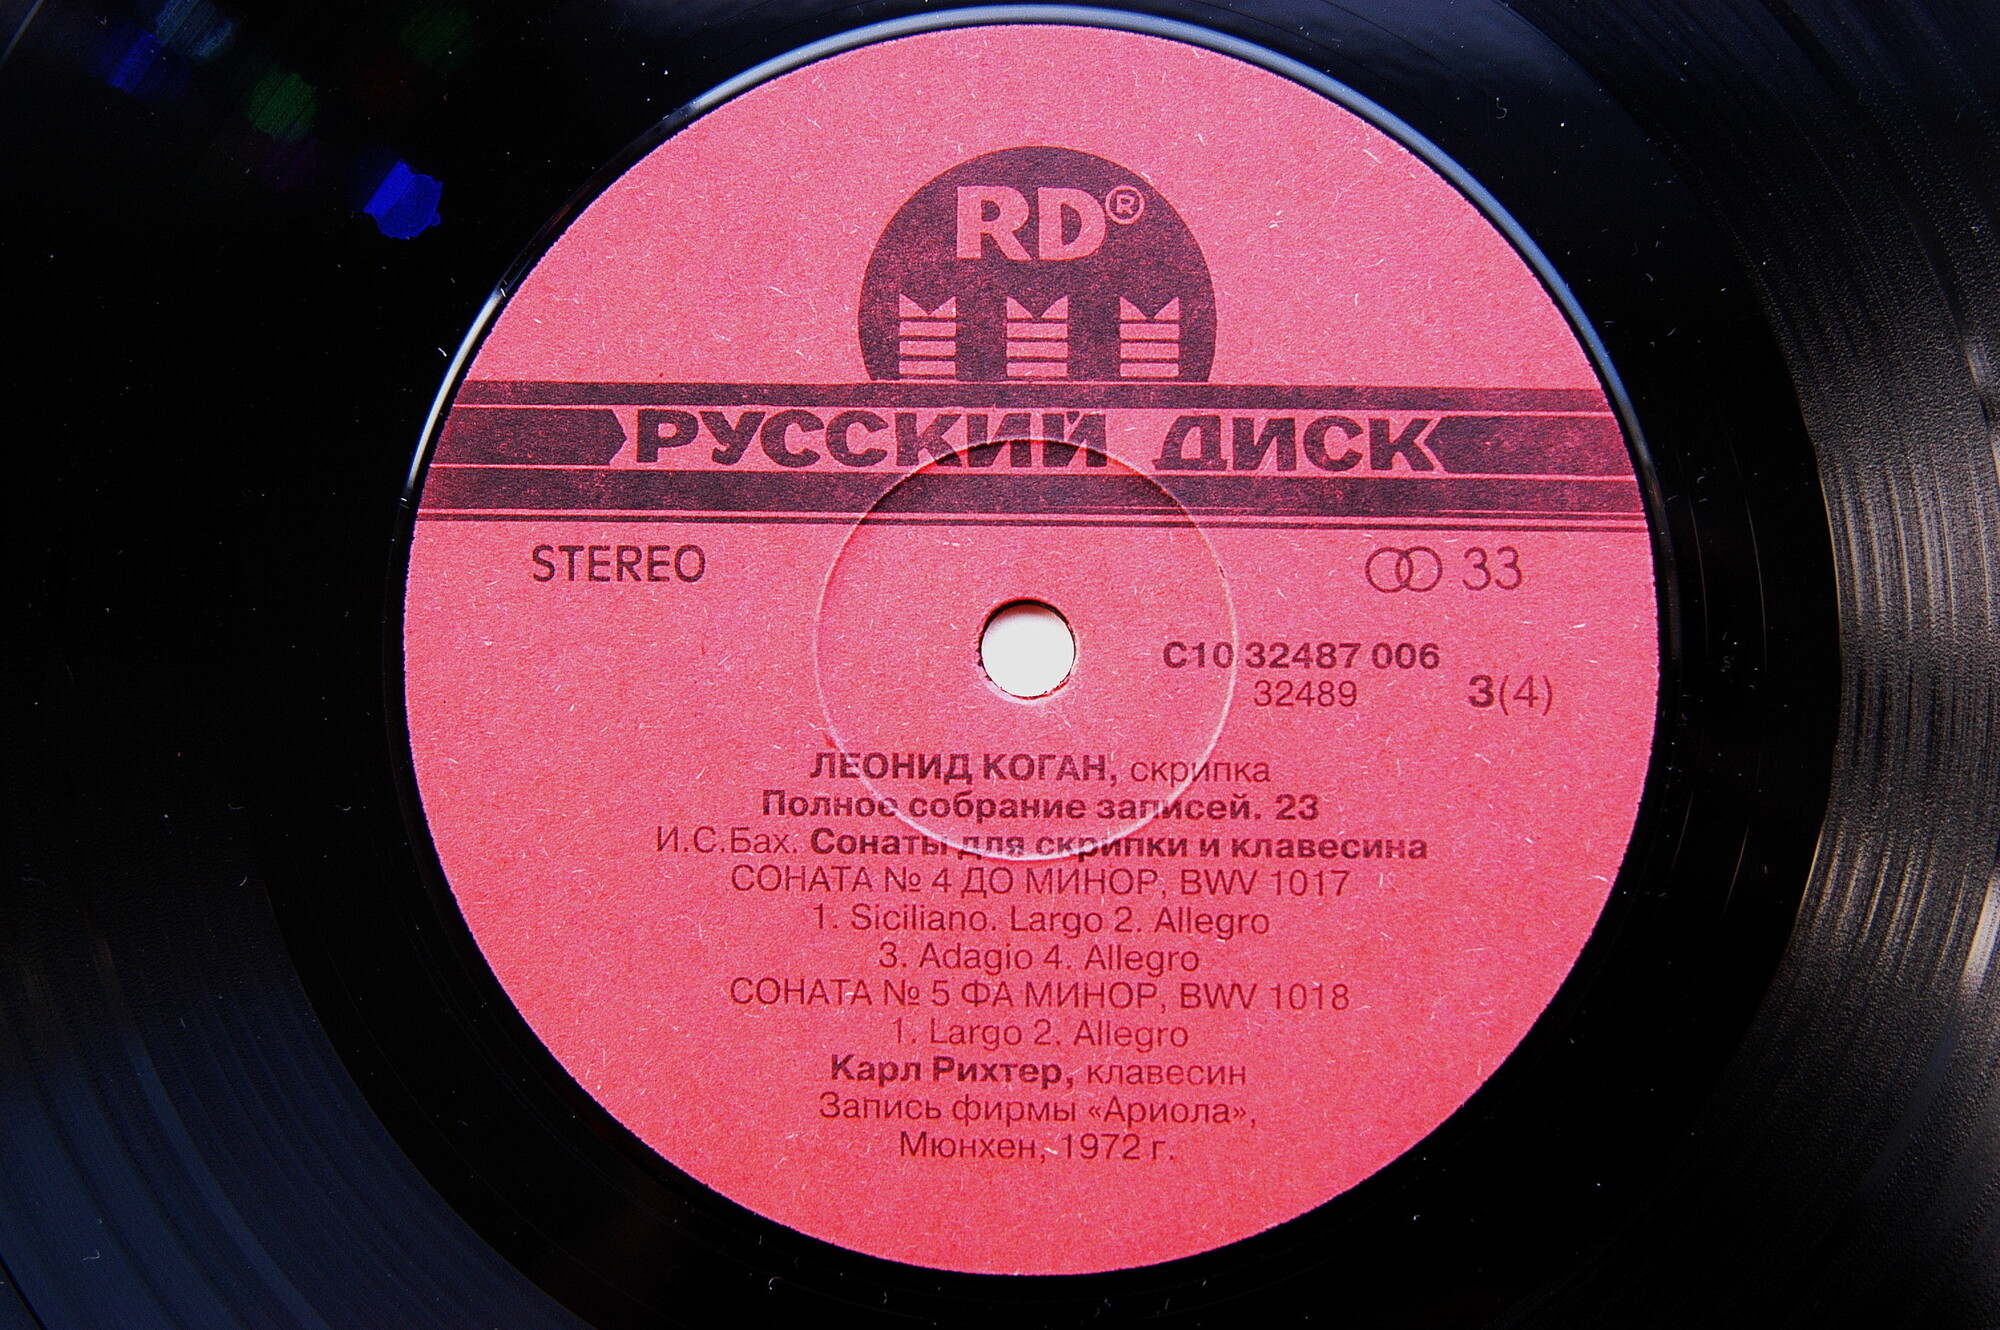 RD®
РУССКИЙ ДИСК
STEREO
33
С10 32487 006
32489
3(4)
ЛЕОНИД КОГАН, скрипка
Полное собрание записей. 23
И.С.Бах. Сонаты для скрипки и клавесина
СОНАТА № 4 ДО МИНОР, BWV 1017
1. Siciliano. Largo 2. Allegro
3. Adagio 4. Allegro
СОНАТА № 5 ФА МИНОР, BWV 1018
1. Largo 2. Allegro
Карл Рихтер, клавесин
Запись фирмы «Ариола»,
Мюнхен, 1972 г.